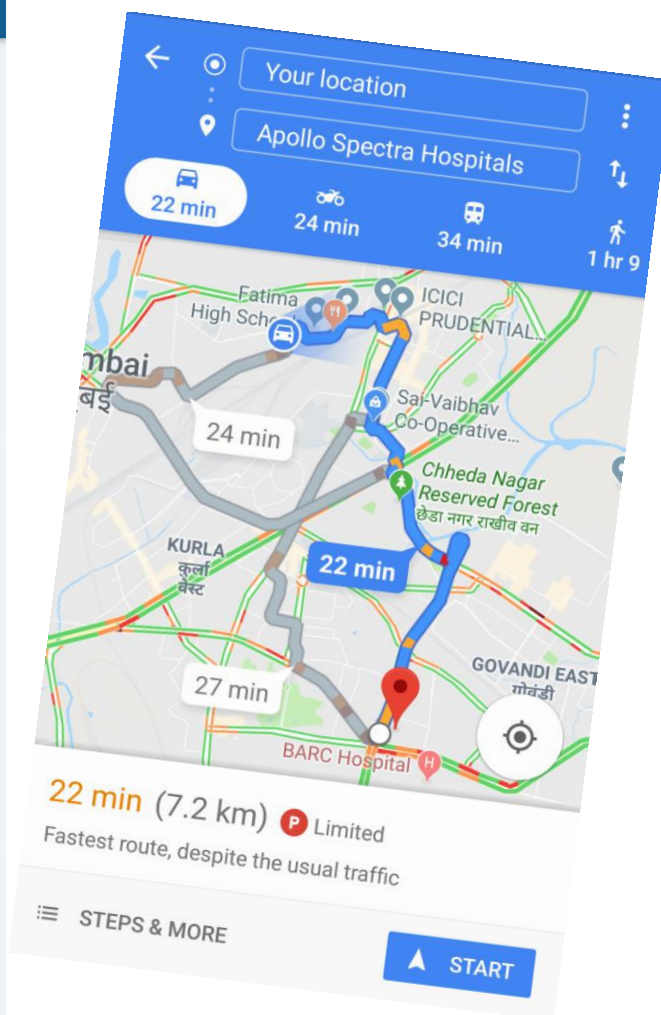 Your location
Apollo Spectra Hospitals
22 min
24 min
34 min
1 hr 9
Fatima
High
ICICI
PRUDENTIAL...
mbai
बई
24 min
Sai-Vaibhav
Co-Operative...
Chheda Nagar
Reserved Forest
छेडा नगर राखीव वन
KURLA
कुर्ला
वेस्ट
22 min
GOVANDI EAST
गोवंडी
27 min
BARC Hospital
H
22 min (7.2 km) P Limited
Fastest route, despite the usual traffic
STEPS & MORE
START